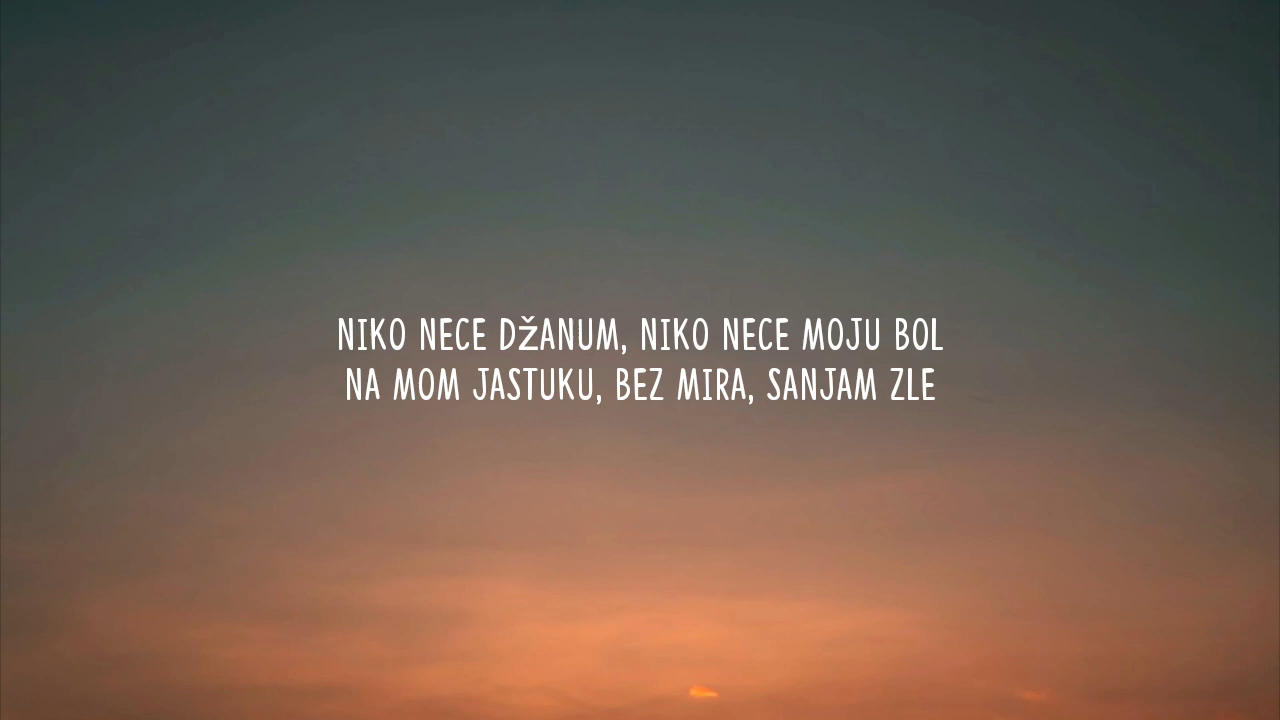 NIKO NECE DŽANUM, NIKO NECE MOJU BOL
NA MOM JASTUKU, BEZ MIRA, SANJAM ZLE